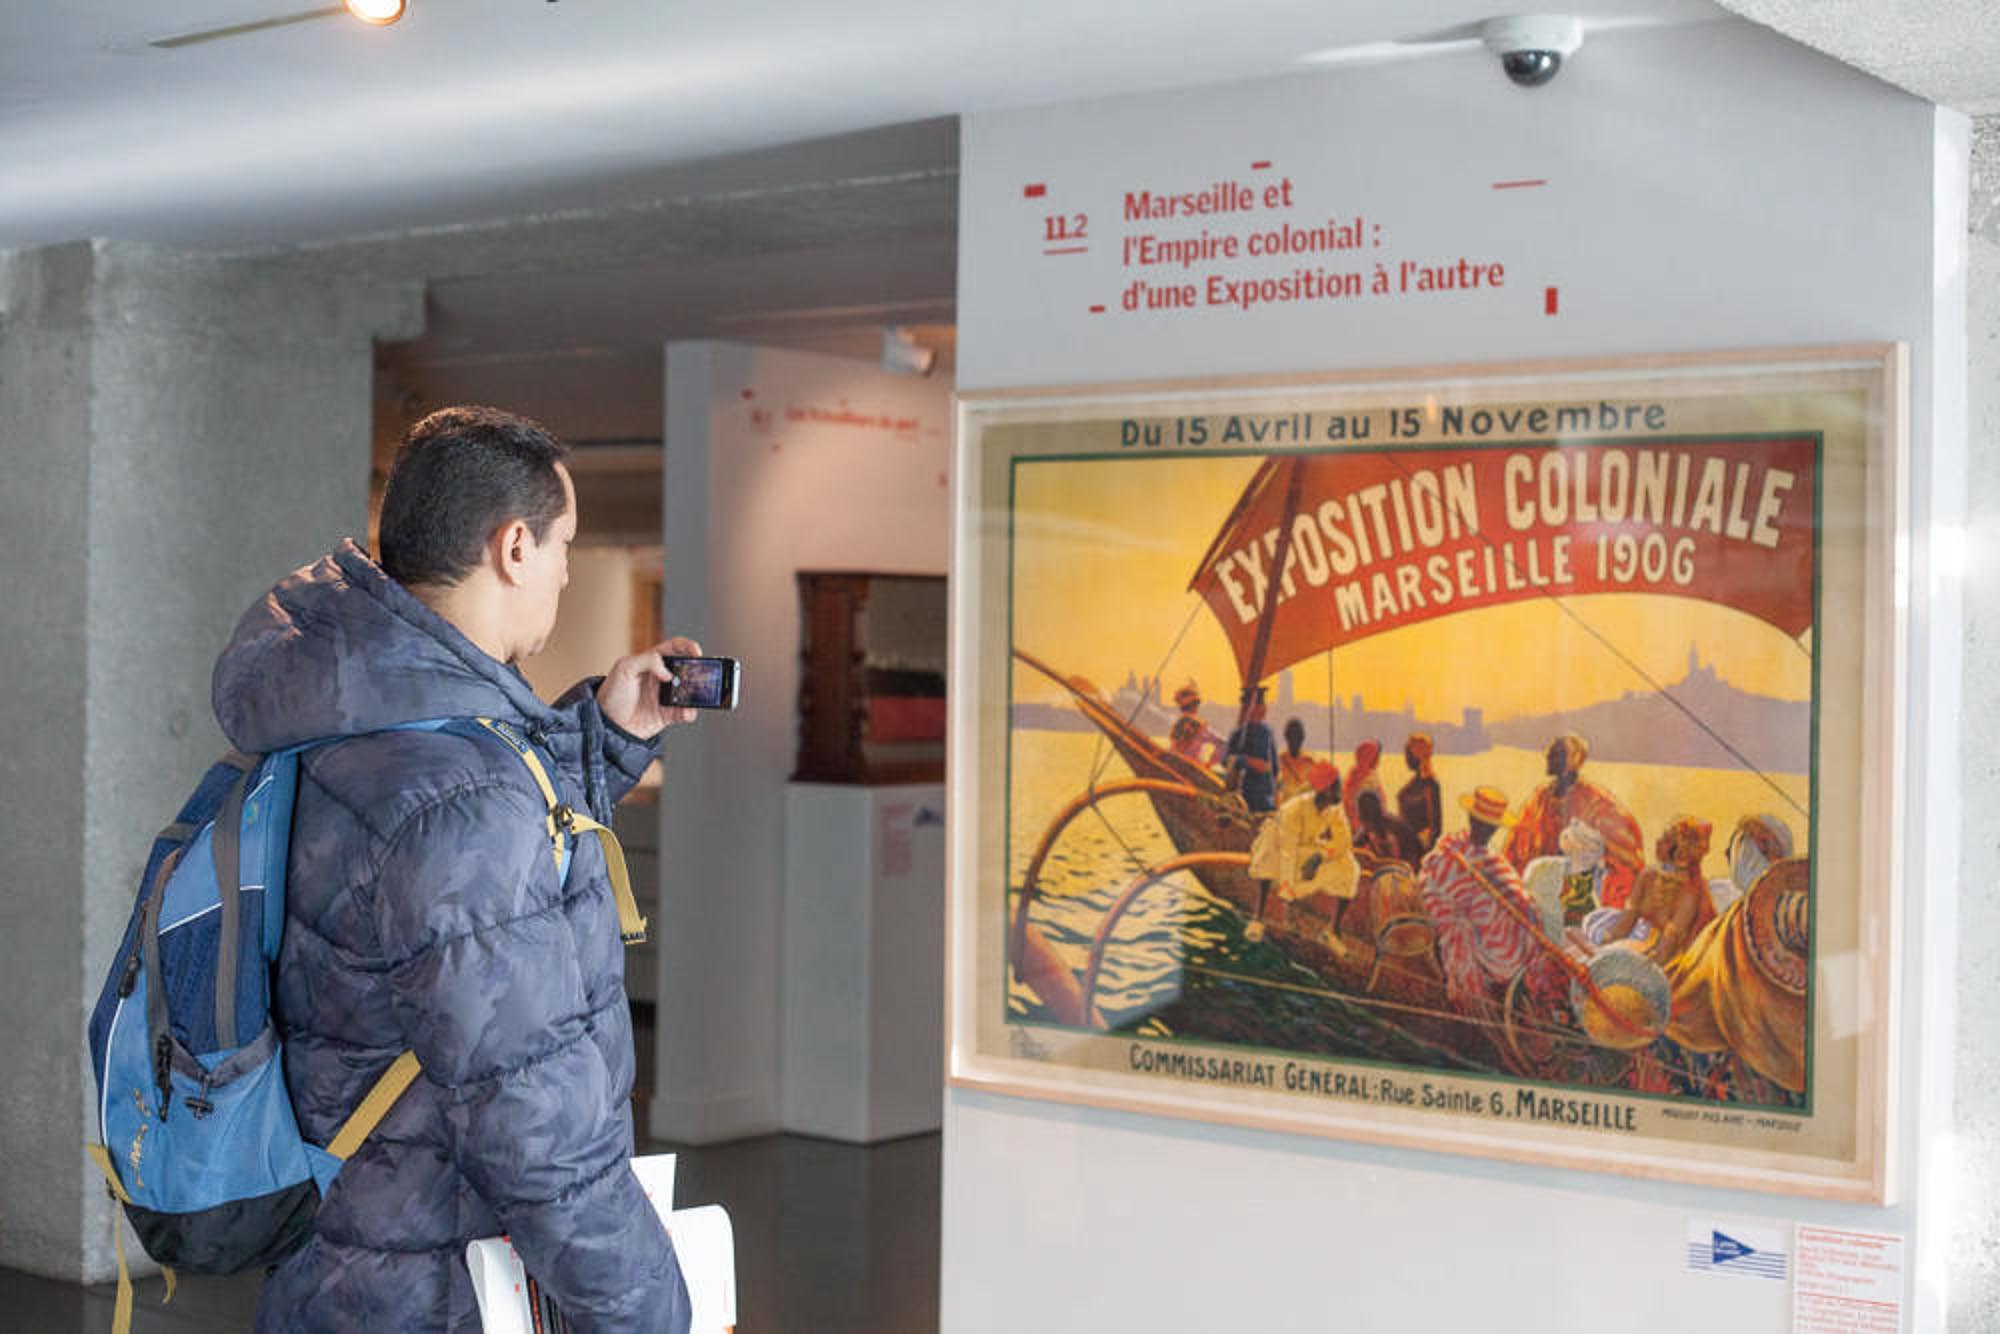 11.2
Marseille et
l'Empire colonial :
d'une Exposition à l'autre
Du 15 Avril au 15 Novembre
EXPOSITION COLONIALE
MARSEILLE 1906
COMMISSARIAT GÉNÉRAL: Rue Sainte 6. MARSEILLE